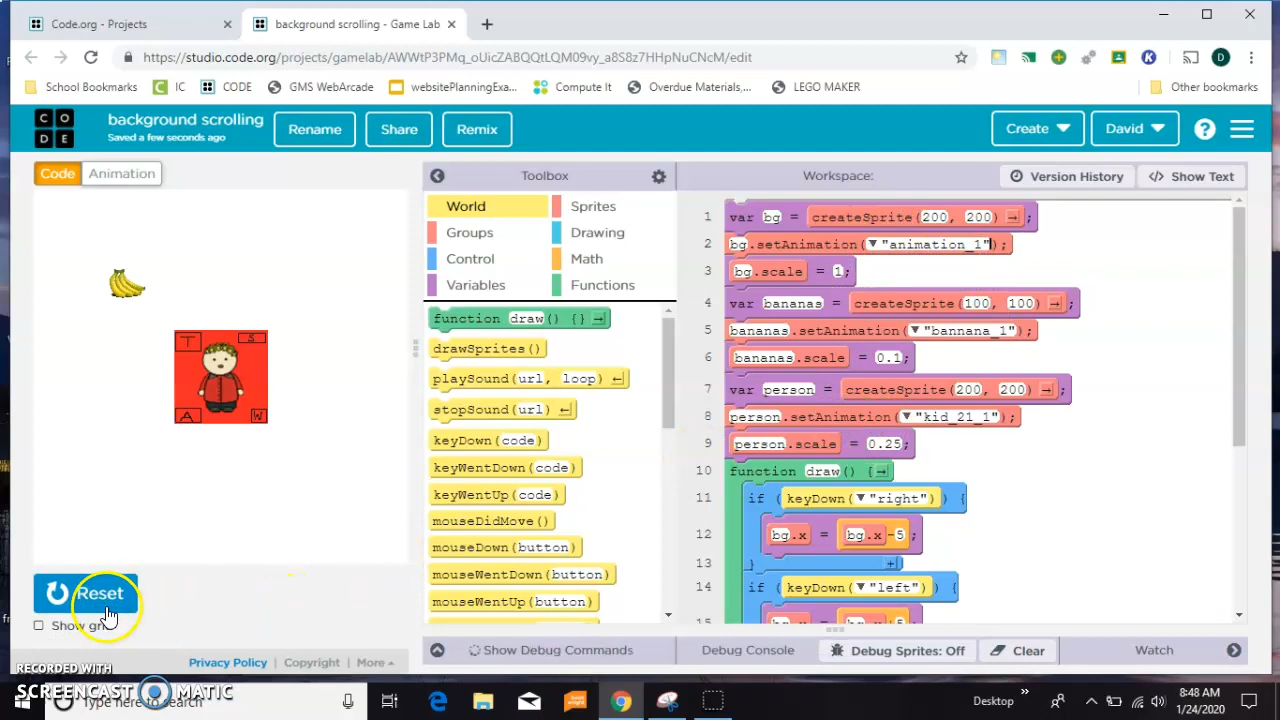 Code.org - Projects
background scrolling - Game Lab
https://studio.code.org/projects/gamelab/AWWtP3PMq_oUicZABQQtLQM09vy_a8S8z7HHpNuCNcM/edit
D
School Bookmarks
IC
CODE
GMS WebArcade
websitePlanningExa...
Compute It
Overdue Materials,...
LEGO MAKER
Other bookmarks
C O
D E
background scrolling
Saved a few seconds ago
Rename
Share
Remix
Create
David
?
Code
Animation
Toolbox
Workspace:
Version History
</> Show Text
World
Sprites
Groups
Drawing
Control
Math
Variables
Functions
function draw() {}
drawSprites()
playSound(url, loop)
stopSound(url)
keyDown(code)
keyWentDown(code)
keyWentUp(code)
mouseDidMove()
mouseDown(button)
mouseWentDown(button)
mouseWentUp(button)
1 var bg = createSprite(200, 200);
2 bg.setAnimation("animation_1");
3 bg.scale = 1;
4 var bananas = createSprite(100, 100);
5 bananas.setAnimation("bannana_1");
6 bananas.scale = 0.1;
7 var person = createSprite(200, 200);
8 person.setAnimation("kid_21_1");
9 person.scale = 0.25;
10 function draw() {
11 if (keyDown("right")) {
12 bg.x = bg.x-5;
13 }
14 if (keyDown("left")) {
15
T S
A W
Reset
Show grid
Privacy Policy
Copyright
More
Show Debug Commands
Debug Console
Debug Sprites: Off
Clear
Watch
RECORDED WITH
SCREENCAST MATIC
Type here to search
Desktop
8:48 AM
1/24/2020